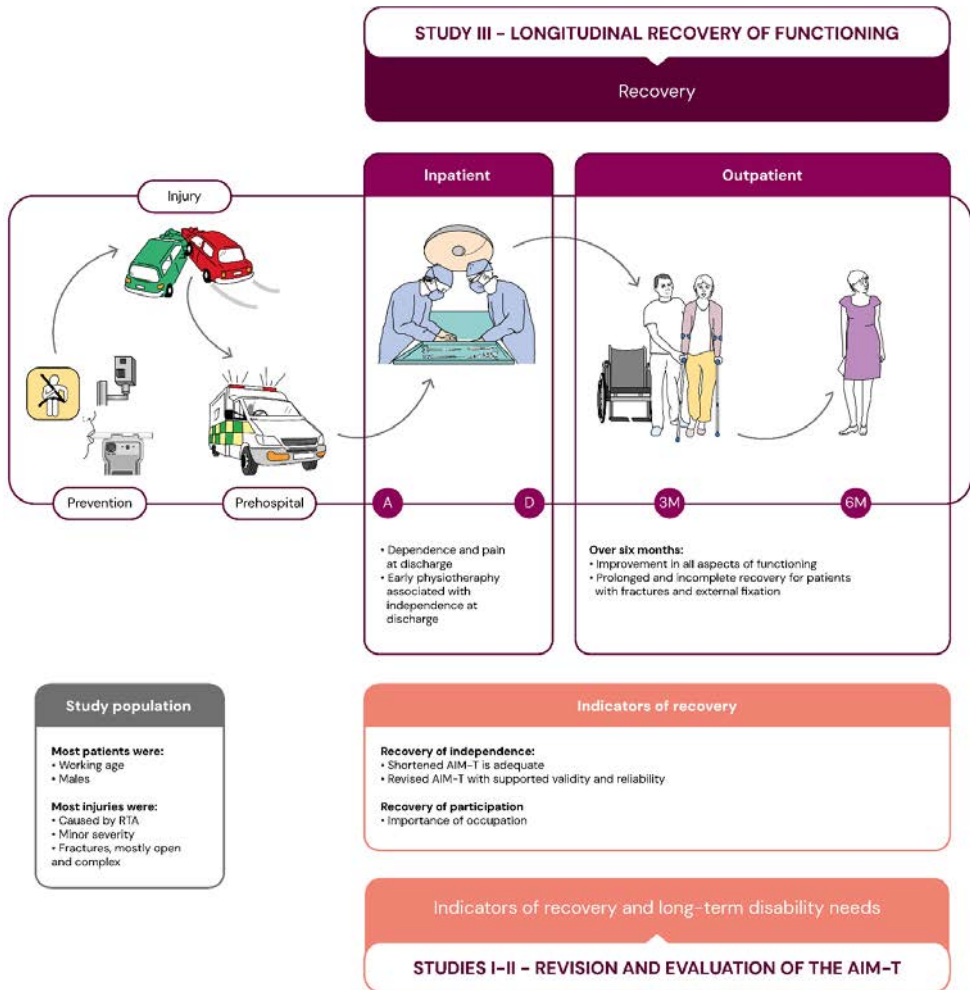 STUDY III - LONGITUDINAL RECOVERY OF FUNCTIONING
Recovery
Inpatient
Outpatient
Injury
Prevention
Prehospital
A
D
3M
6M
• Dependence and pain
at discharge
• Early physiotheraphy
associated with
independence at
discharge
Over six months:
• Improvement in all aspects of functioning
• Prolonged and incomplete recovery for patients
with fractures and external fixation
Study population
Most patients were:
• Working age
• Males
Most injuries were:
• Caused by RTA
• Minor severity
• Fractures, mostly open
and complex
Indicators of recovery
Recovery of independence:
• Shortened AIM-T is adequate
• Revised AIM-T with supported validity and reliability
Recovery of participation
• Importance of occupation
Indicators of recovery and long-term disability needs
STUDIES I-II - REVISION AND EVALUATION OF THE AIM-T